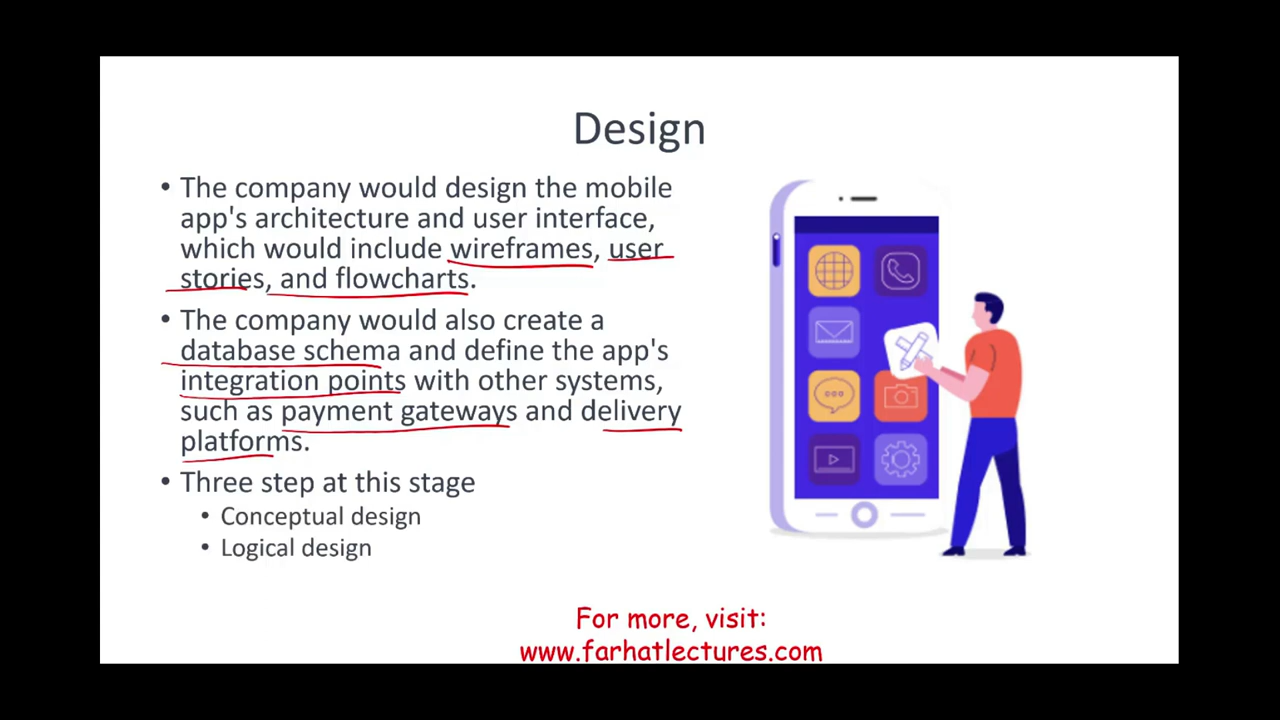 Design
• The company would design the mobile
app's architecture and user interface,
which would include wireframes, user
stories, and flowcharts.
• The company would also create a
database schema and define the app's
integration points with other systems,
such as payment gateways and delivery
platforms.
• Three step at this stage
• Conceptual design
• Logical design
For more, visit:
www.farhatlectures.com